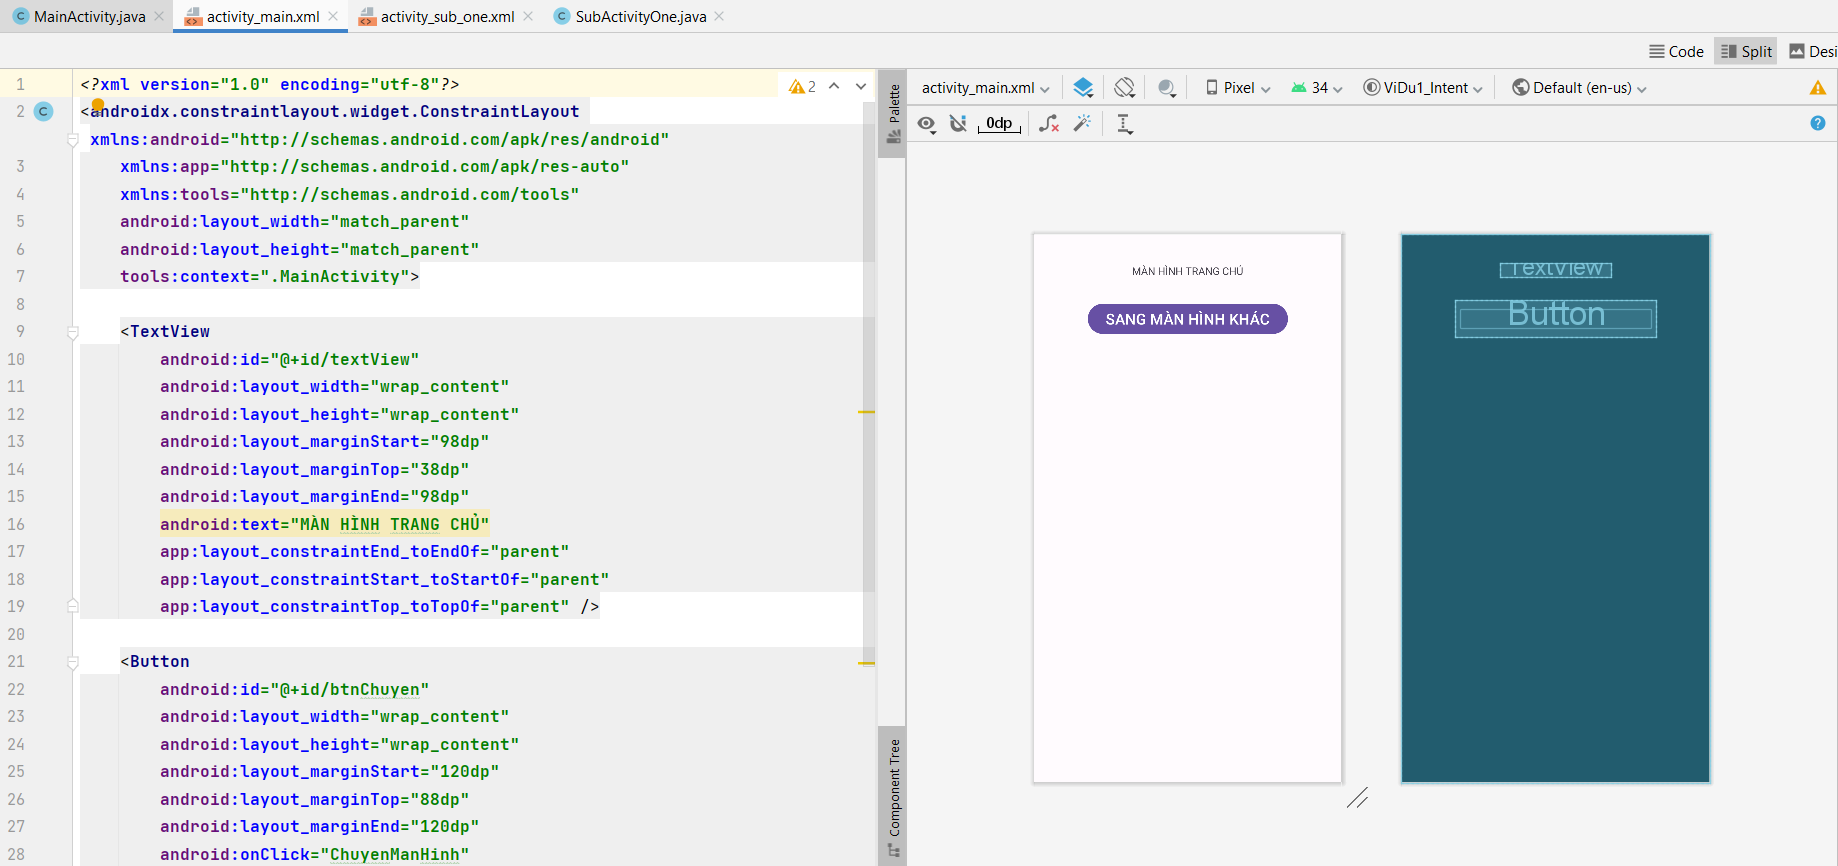 MainActivity.java
activity_main.xml
activity_sub_one.xml
SubActivityOne.java
Code
Split
Desi
1 <?xml version="1.0" encoding="utf-8"?>
2
2 <androidx.constraintlayout.widget.ConstraintLayout
xmlns:android="http://schemas.android.com/apk/res/android"
3 xmlns:app="http://schemas.android.com/apk/res-auto"
4 xmlns:tools="http://schemas.android.com/tools"
5 android:layout_width="match_parent"
6 android:layout_height="match_parent"
7 tools:context=".MainActivity">
8
9 <TextView
10 android:id="@+id/textView"
11 android:layout_width="wrap_content"
12 android:layout_height="wrap_content"
13 android:layout_marginStart="98dp"
14 android:layout_marginTop="38dp"
15 android:layout_marginEnd="98dp"
16 android:text="MÀN HÌNH TRANG CHỦ"
17 app:layout_constraintEnd_toEndOf="parent"
18 app:layout_constraintStart_toStartOf="parent"
19 app:layout_constraintTop_toTopOf="parent" />
20
21 <Button
22 android:id="@+id/btnChuyen"
23 android:layout_width="wrap_content"
24 android:layout_height="wrap_content"
25 android:layout_marginStart="120dp"
26 android:layout_marginTop="88dp"
27 android:layout_marginEnd="120dp"
28 android:onClick="ChuyenManHinh"
Palette
Component Tree
activity_main.xml
Pixel
34
ViDu1_Intent
Default (en-us)
0dp
MÀN HÌNH TRANG CHỦ
SANG MÀN HÌNH KHÁC
TextView
Button